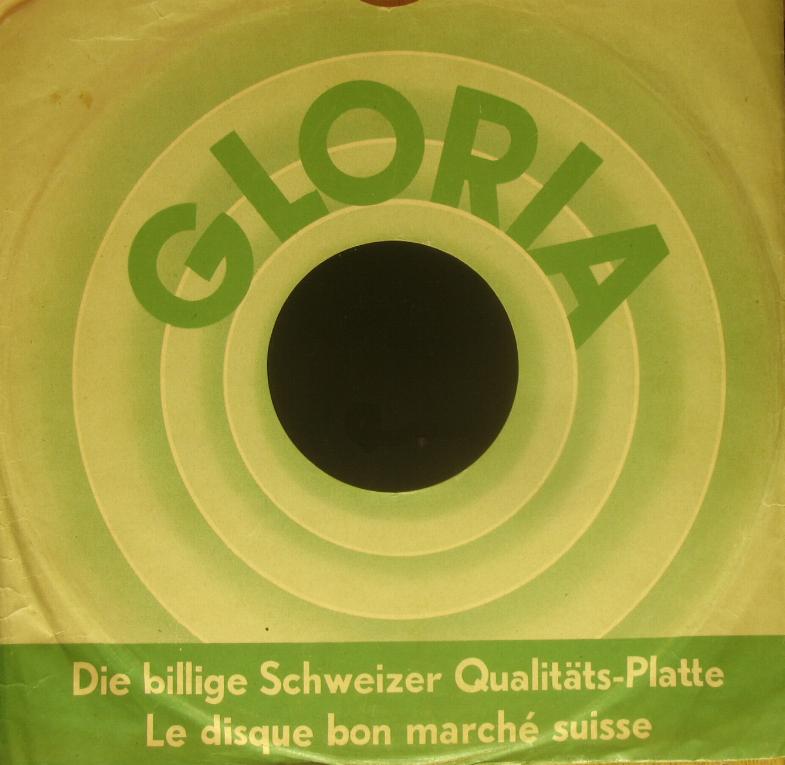 GLORIA
Die billige Schweizer Qualitäts-Platte
Le disque bon marché suisse